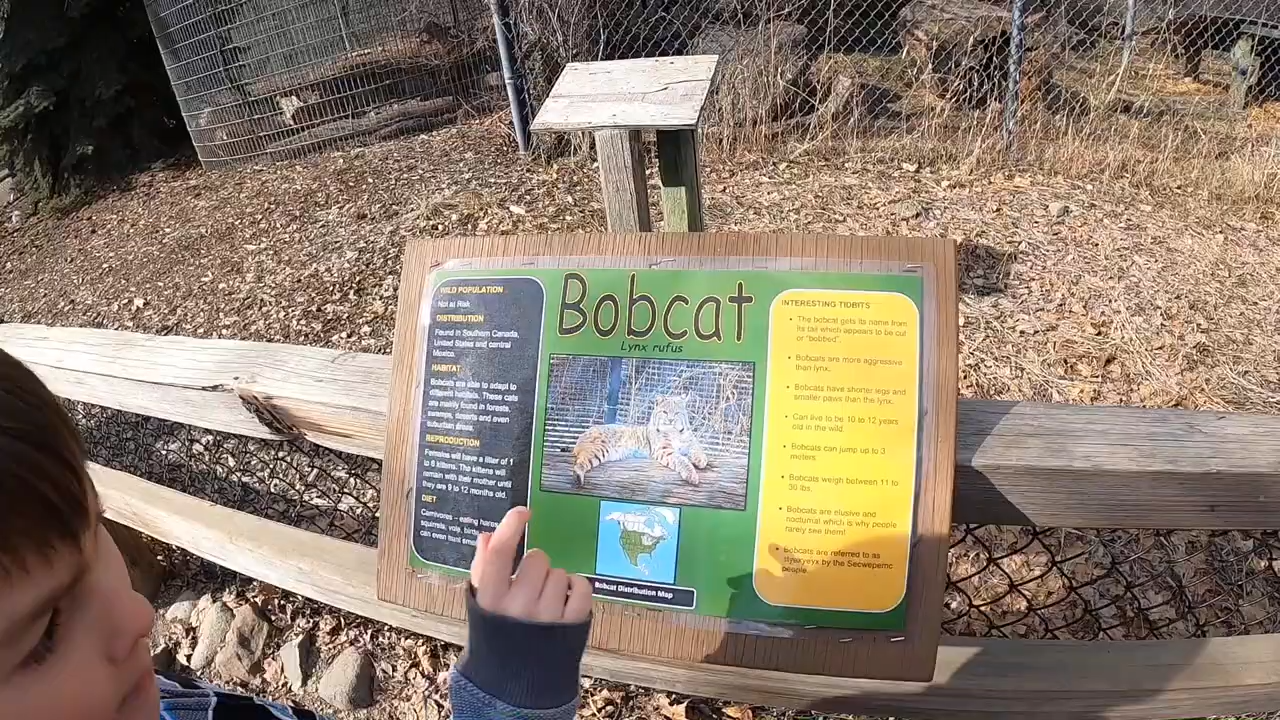 Bobcat
Lynx rufus
WILD POPULATION
Not at Risk
DISTRIBUTION
Found in Southern Canada,
United States and central
Mexico.
HABITAT
Bobcats are able to adapt to
different habitats. These cats
are mainly found in forests,
swamps, deserts and even
suburban areas.
REPRODUCTION
Females will have a litter of 1
to 6 kittens. The kittens will
remain with their mother until
they are 9 to 12 months old.
DIET
Carnivores – eating hares
squirrels, vole, birds
can even hunt
Bobcat Distribution Map
INTERESTING TIDBITS
• The bobcat gets its name from
its tail which appears to be cut
or "bobbed".
• Bobcats are more aggressive
than lynx.
• Bobcats have shorter legs and
smaller paws than the lynx.
• Can live to be 10 to 12 years
old in the wild.
• Bobcats can jump up to 3
meters.
• Bobcats weigh between 11 to
30 lbs.
• Bobcats are elusive and
nocturnal which is why people
rarely see them!
• Bobcats are referred to as
by the Secwepemc
people.